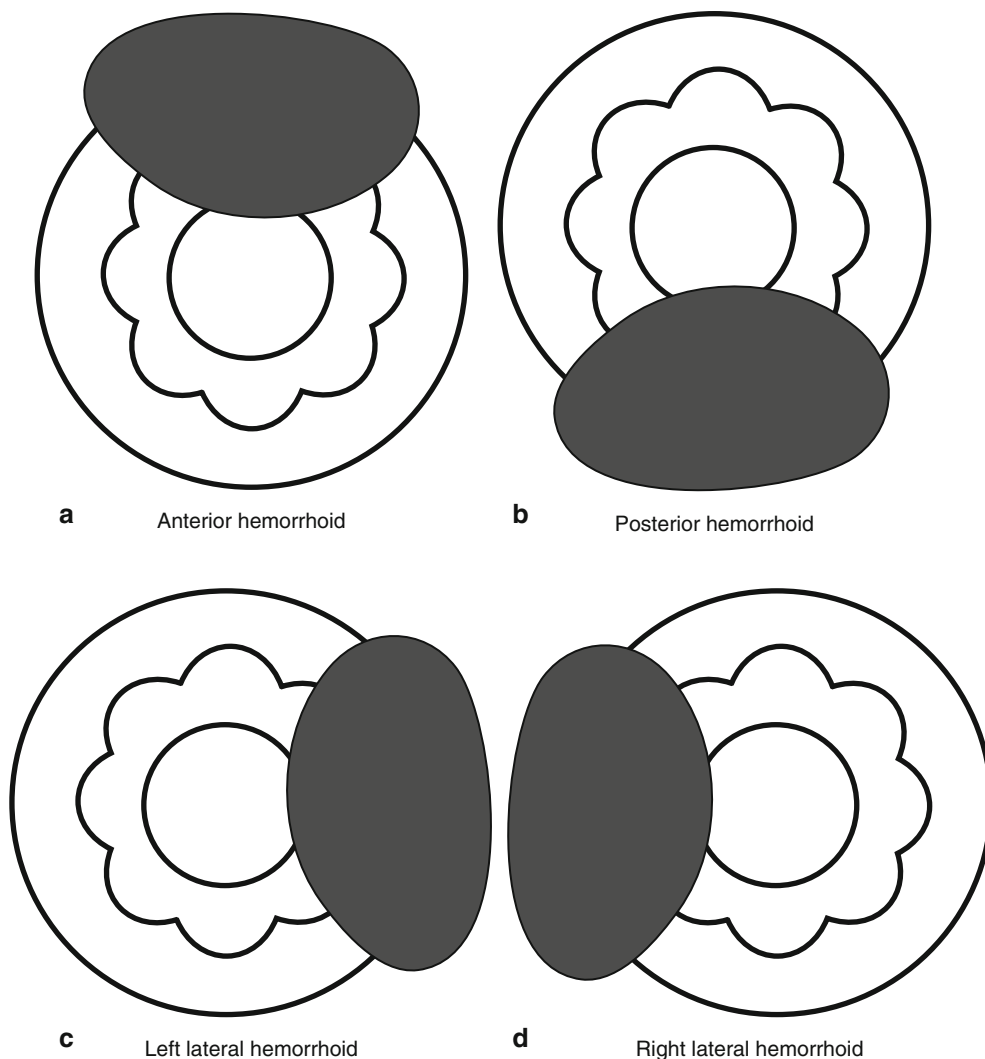 a Anterior hemorrhoid
b Posterior hemorrhoid
c Left lateral hemorrhoid
d Right lateral hemorrhoid